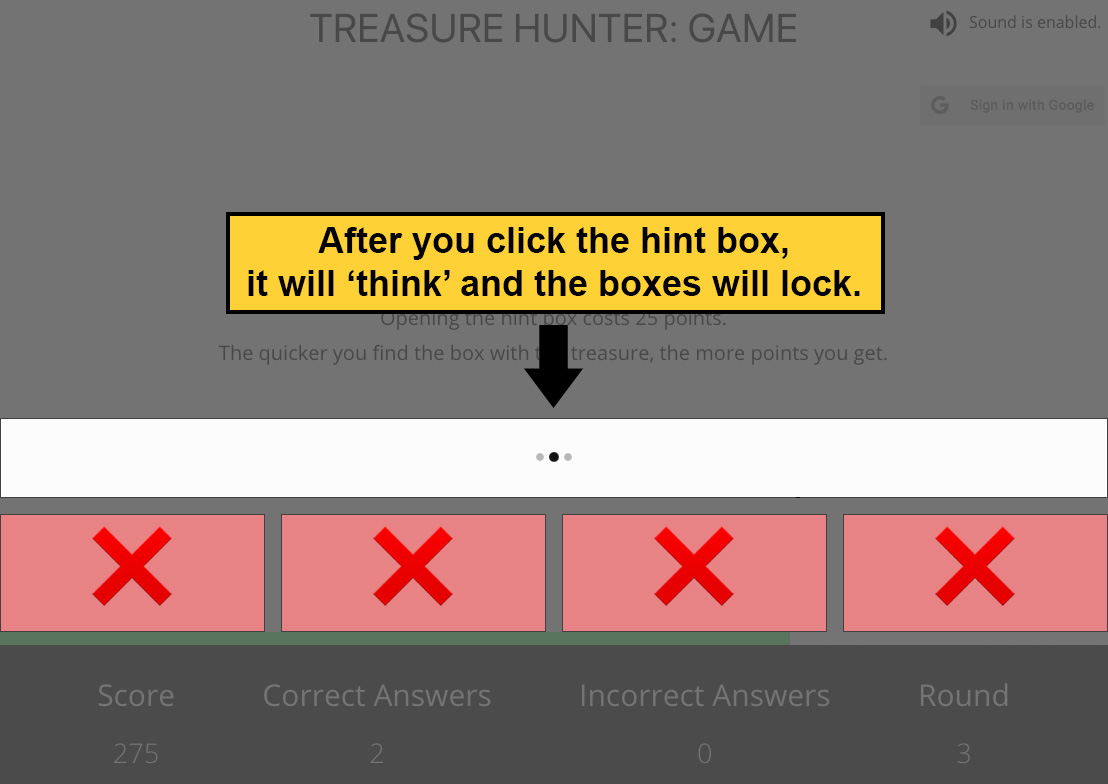 TREASURE HUNTER: GAME
Sound is enabled.
G Sign in with Google
After you click the hint box,
it will ‘think’ and the boxes will lock.
Opening the hint box costs 25 points.
The quicker you find the box with treasure, the more points you get.
Score Correct Answers Incorrect Answers Round
275 2 0 3